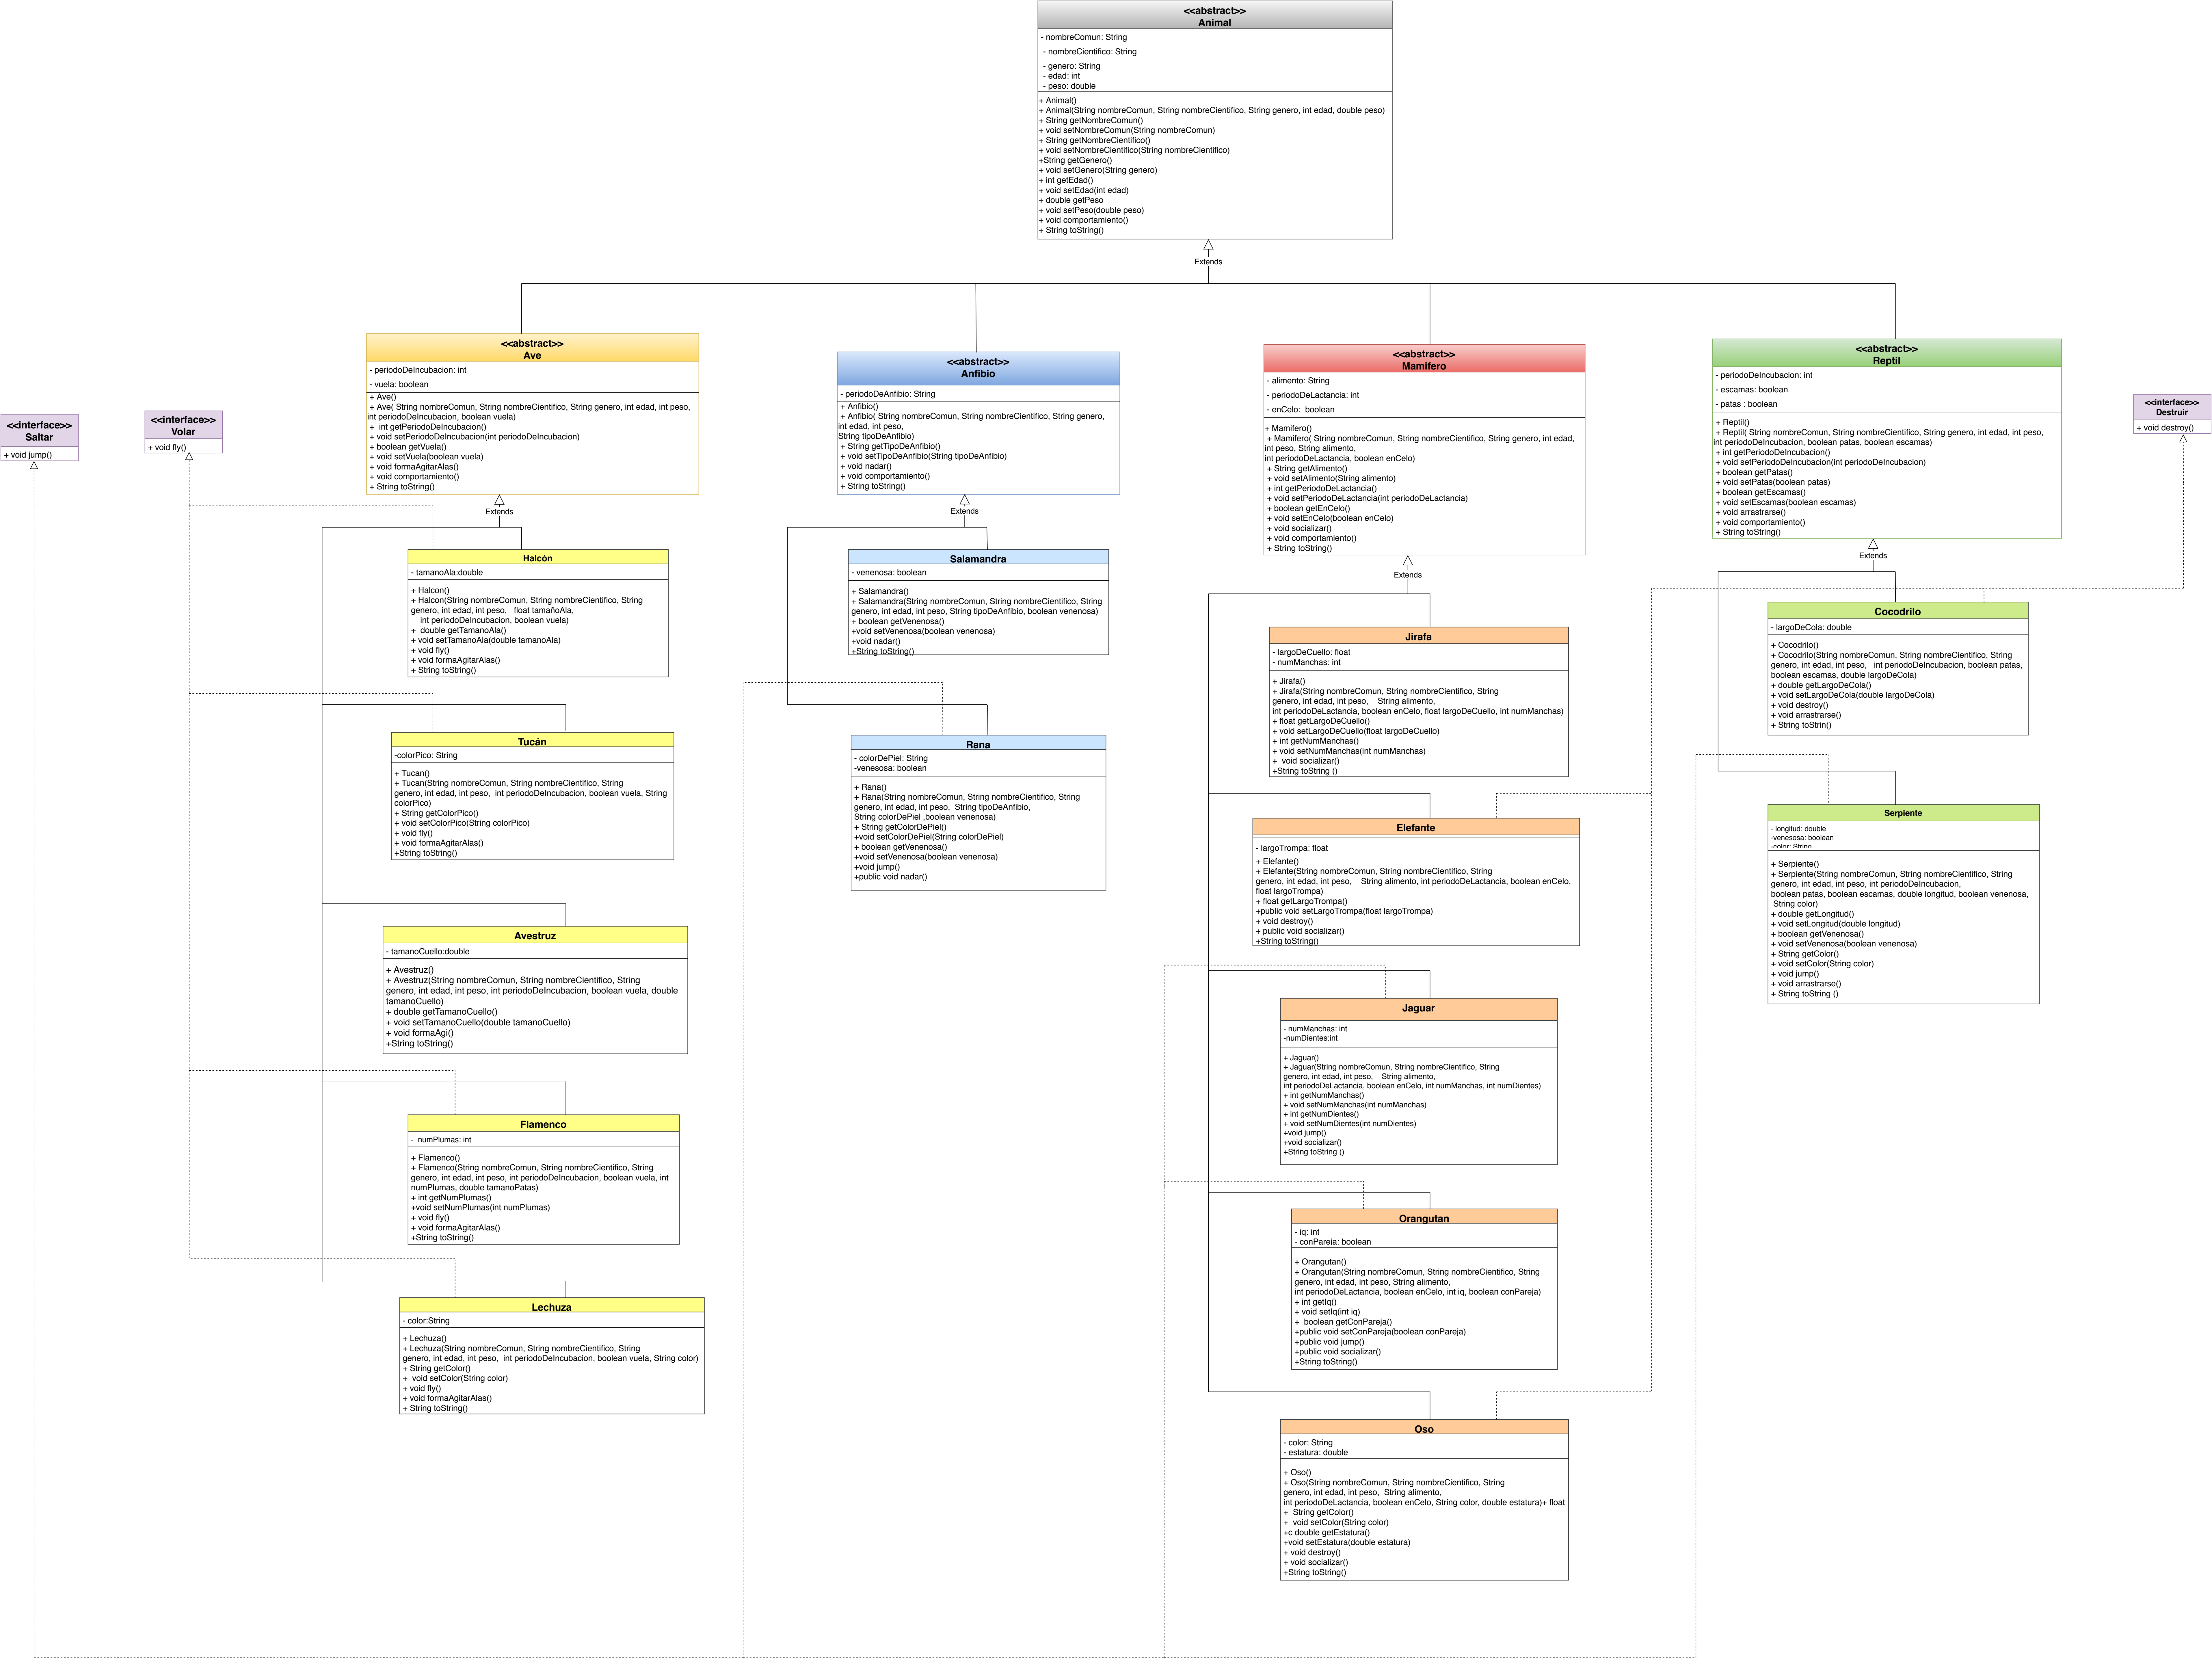 <<abstract>>
Animal
- nombreComun: String
- nombreCientifico: String
- genero: String
- edad: int
- peso: double
+ Animal()
+ Animal(String nombreComun, String nombreCientifico, String genero, int edad, double peso)
+ String getNombreComun()
+ void setNombreComun(String nombreComun)
+ String getNombreCientifico()
+ void setNombreCientifico(String nombreCientifico)
+String getGenero()
+ void setGenero(String genero)
+ int getEdad()
+ void setEdad(int edad)
+ double getPeso
+ void setPeso(double peso)
+ void comportamiento()
+ String toString()
Extends
<<interface>>
Saltar
+ void jump()
<<interface>>
Volar
+ void fly()
<<abstract>>
Ave
- periodoDeIncubacion: int
- vuela: boolean
+ Ave()
+ Ave( String nombreComun, String nombreCientifico, String genero, int edad, int peso,
int periodoDeIncubacion, boolean vuela)
+ int getPeriodoDeIncubacion()
+ void setPeriodoDeIncubacion(int periodoDeIncubacion)
+ boolean getVuela()
+ void setVuela(boolean vuela)
+ void formaAgitarAlas()
+ void comportamiento()
+ String toString()
Extends
<<abstract>>
Anfibio
- periodoDeAnfibio: String
+ Anfibio()
+ Anfibio( String nombreComun, String nombreCientifico, String genero,
int edad, int peso,
String tipoDeAnfibio)
+ String getTipoDeAnfibio()
+ void setTipoDeAnfibio(String tipoDeAnfibio)
+ void nadar()
+ void comportamiento()
+ String toString()
Extends
<<abstract>>
Mamifero
- alimento: String
- periodoDeLactancia: int
- enCelo: boolean
+ Mamifero()
+ Mamifero( String nombreComun, String nombreCientifico, String genero, int edad,
int peso, String alimento,
int periodoDeLactancia, boolean enCelo)
+ String getAlimento()
+ void setAlimento(String alimento)
+ int getPeriodoDeLactancia()
+ void setPeriodoDeLactancia(int periodoDeLactancia)
+ boolean getEnCelo()
+ void setEnCelo(boolean enCelo)
+ void socializar()
+ void comportamiento()
+ String toString()
Extends
<<abstract>>
Reptil
- periodoDeIncubacion: int
- escamas: boolean
- patas : boolean
+ Reptil()
+ Reptil( String nombreComun, String nombreCientifico, String genero, int edad, int peso,
int periodoDeIncubacion, boolean patas, boolean escamas)
+ int getPeriodoDeIncubacion()
+ void setPeriodoDeIncubacion(int periodoDeIncubacion)
+ boolean getPatas()
+ void setPatas(boolean patas)
+ boolean getEscamas()
+ void setEscamas(boolean escamas)
+ void arrastrarse()
+ void comportamiento()
+ String toString()
Extends
<<interface>>
Destruir
+ void destroy()
Halcón
- tamanoAla:double
+ Halcon()
+ Halcon(String nombreComun, String nombreCientifico, String
genero, int edad, int peso, float tamañoAla,
int periodoDeIncubacion, boolean vuela)
+ double getTamanoAla()
+ void setTamanoAla(double tamanoAla)
+ void fly()
+ void formaAgitarAlas()
+ String toString()
Tucán
-colorPico: String
+ Tucan()
+ Tucan(String nombreComun, String nombreCientifico, String
genero, int edad, int peso, int periodoDeIncubacion, boolean vuela, String
colorPico)
+ String getColorPico()
+ void setColorPico(String colorPico)
+ void fly()
+ void formaAgitarAlas()
+String toString()
Avestruz
- tamanoCuello:double
+ Avestruz()
+ Avestruz(String nombreComun, String nombreCientifico, String
genero, int edad, int peso, int periodoDeIncubacion, boolean vuela, double
tamanoCuello)
+ double getTamanoCuello()
+ void setTamanoCuello(double tamanoCuello)
+ void formaAgi()
+String toString()
Flamenco
- numPlumas: int
+ Flamenco()
+ Flamenco(String nombreComun, String nombreCientifico, String
genero, int edad, int peso, int periodoDeIncubacion, boolean vuela, int
numPlumas, double tamanoPatas)
+ int getNumPlumas()
+void setNumPlumas(int numPlumas)
+ void fly()
+ void formaAgitarAlas()
+String toString()
Lechuza
- color:String
+ Lechuza()
+ Lechuza(String nombreComun, String nombreCientifico, String
genero, int edad, int peso, int periodoDeIncubacion, boolean vuela, String color)
+ String getColor()
+ void setColor(String color)
+ void fly()
+ void formaAgitarAlas()
+ String toString()
Salamandra
- venenosa: boolean
+ Salamandra()
+ Salamandra(String nombreComun, String nombreCientifico, String
genero, int edad, int peso, String tipoDeAnfibio, boolean venenosa)
+ boolean getVenenosa()
+void setVenenosa(boolean venenosa)
+void nadar()
+String toString()
Rana
- colorDePiel: String
-venesosa: boolean
+ Rana()
+ Rana(String nombreComun, String nombreCientifico, String
genero, int edad, int peso, String tipoDeAnfibio,
String colorDePiel ,boolean venenosa)
+ String getColorDePiel()
+void setColorDePiel(String colorDePiel)
+ boolean getVenenosa()
+void setVenenosa(boolean venenosa)
+void jump()
+public void nadar()
Jirafa
- largoDeCuello: float
- numManchas: int
+ Jirafa()
+ Jirafa(String nombreComun, String nombreCientifico, String
genero, int edad, int peso, String alimento,
int periodoDeLactancia, boolean enCelo, float largoDeCuello, int numManchas)
+ float getLargoDeCuello()
+ void setLargoDeCuello(float largoDeCuello)
+ int getNumManchas()
+ void setNumManchas(int numManchas)
+ void socializar()
+String toString ()
Elefante
- largoTrompa: float
+ Elefante()
+ Elefante(String nombreComun, String nombreCientifico, String
genero, int edad, int peso, String alimento, int periodoDeLactancia, boolean enCelo,
float largoTrompa)
+ float getLargoTrompa()
+public void setLargoTrompa(float largoTrompa)
+ void destroy()
+ public void socializar()
+String toString()
Jaguar
- numManchas: int
-numDientes:int
+ Jaguar()
+ Jaguar(String nombreComun, String nombreCientifico, String
genero, int edad, int peso, String alimento,
int periodoDeLactancia, boolean enCelo, int numManchas, int numDientes)
+ int getNumManchas()
+ void setNumManchas(int numManchas)
+ int getNumDientes()
+ void setNumDientes(int numDientes)
+void jump()
+void socializar()
+String toString ()
Orangutan
- iq: int
- conPareja: boolean
+ Orangutan()
+ Orangutan(String nombreComun, String nombreCientifico, String
genero, int edad, int peso, String alimento,
int periodoDeLactancia, boolean enCelo, int iq, boolean conPareja)
+ int getIq()
+ void setIq(int iq)
+ boolean getConPareja()
+public void setConPareja(boolean conPareja)
+public void jump()
+public void socializar()
+String toString()
Oso
- color: String
- estatura: double
+ Oso()
+ Oso(String nombreComun, String nombreCientifico, String
genero, int edad, int peso, String alimento,
int periodoDeLactancia, boolean enCelo, String color, double estatura)+ float
+ String getColor()
+ void setColor(String color)
+c double getEstatura()
+void setEstatura(double estatura)
+ void destroy()
+ void socializar()
+String toString()
Cocodrilo
- largoDeCola: double
+ Cocodrilo()
+ Cocodrilo(String nombreComun, String nombreCientifico, String
genero, int edad, int peso, int periodoDeIncubacion, boolean patas,
boolean escamas, double largoDeCola)
+ double getLargoDeCola()
+ void setLargoDeCola(double largoDeCola)
+ void destroy()
+ void arrastrarse()
+ String toStrin()
Serpiente
- longitud: double
-venesosa: boolean
-color: String
+ Serpiente()
+ Serpiente(String nombreComun, String nombreCientifico, String
genero, int edad, int peso, int periodoDeIncubacion,
boolean patas, boolean escamas, double longitud, boolean venenosa,
String color)
+ double getLongitud()
+ void setLongitud(double longitud)
+ boolean getVenenosa()
+ void setVenenosa(boolean venenosa)
+ String getColor()
+ void setColor(String color)
+ void jump()
+ void arrastrarse()
+ String toString ()